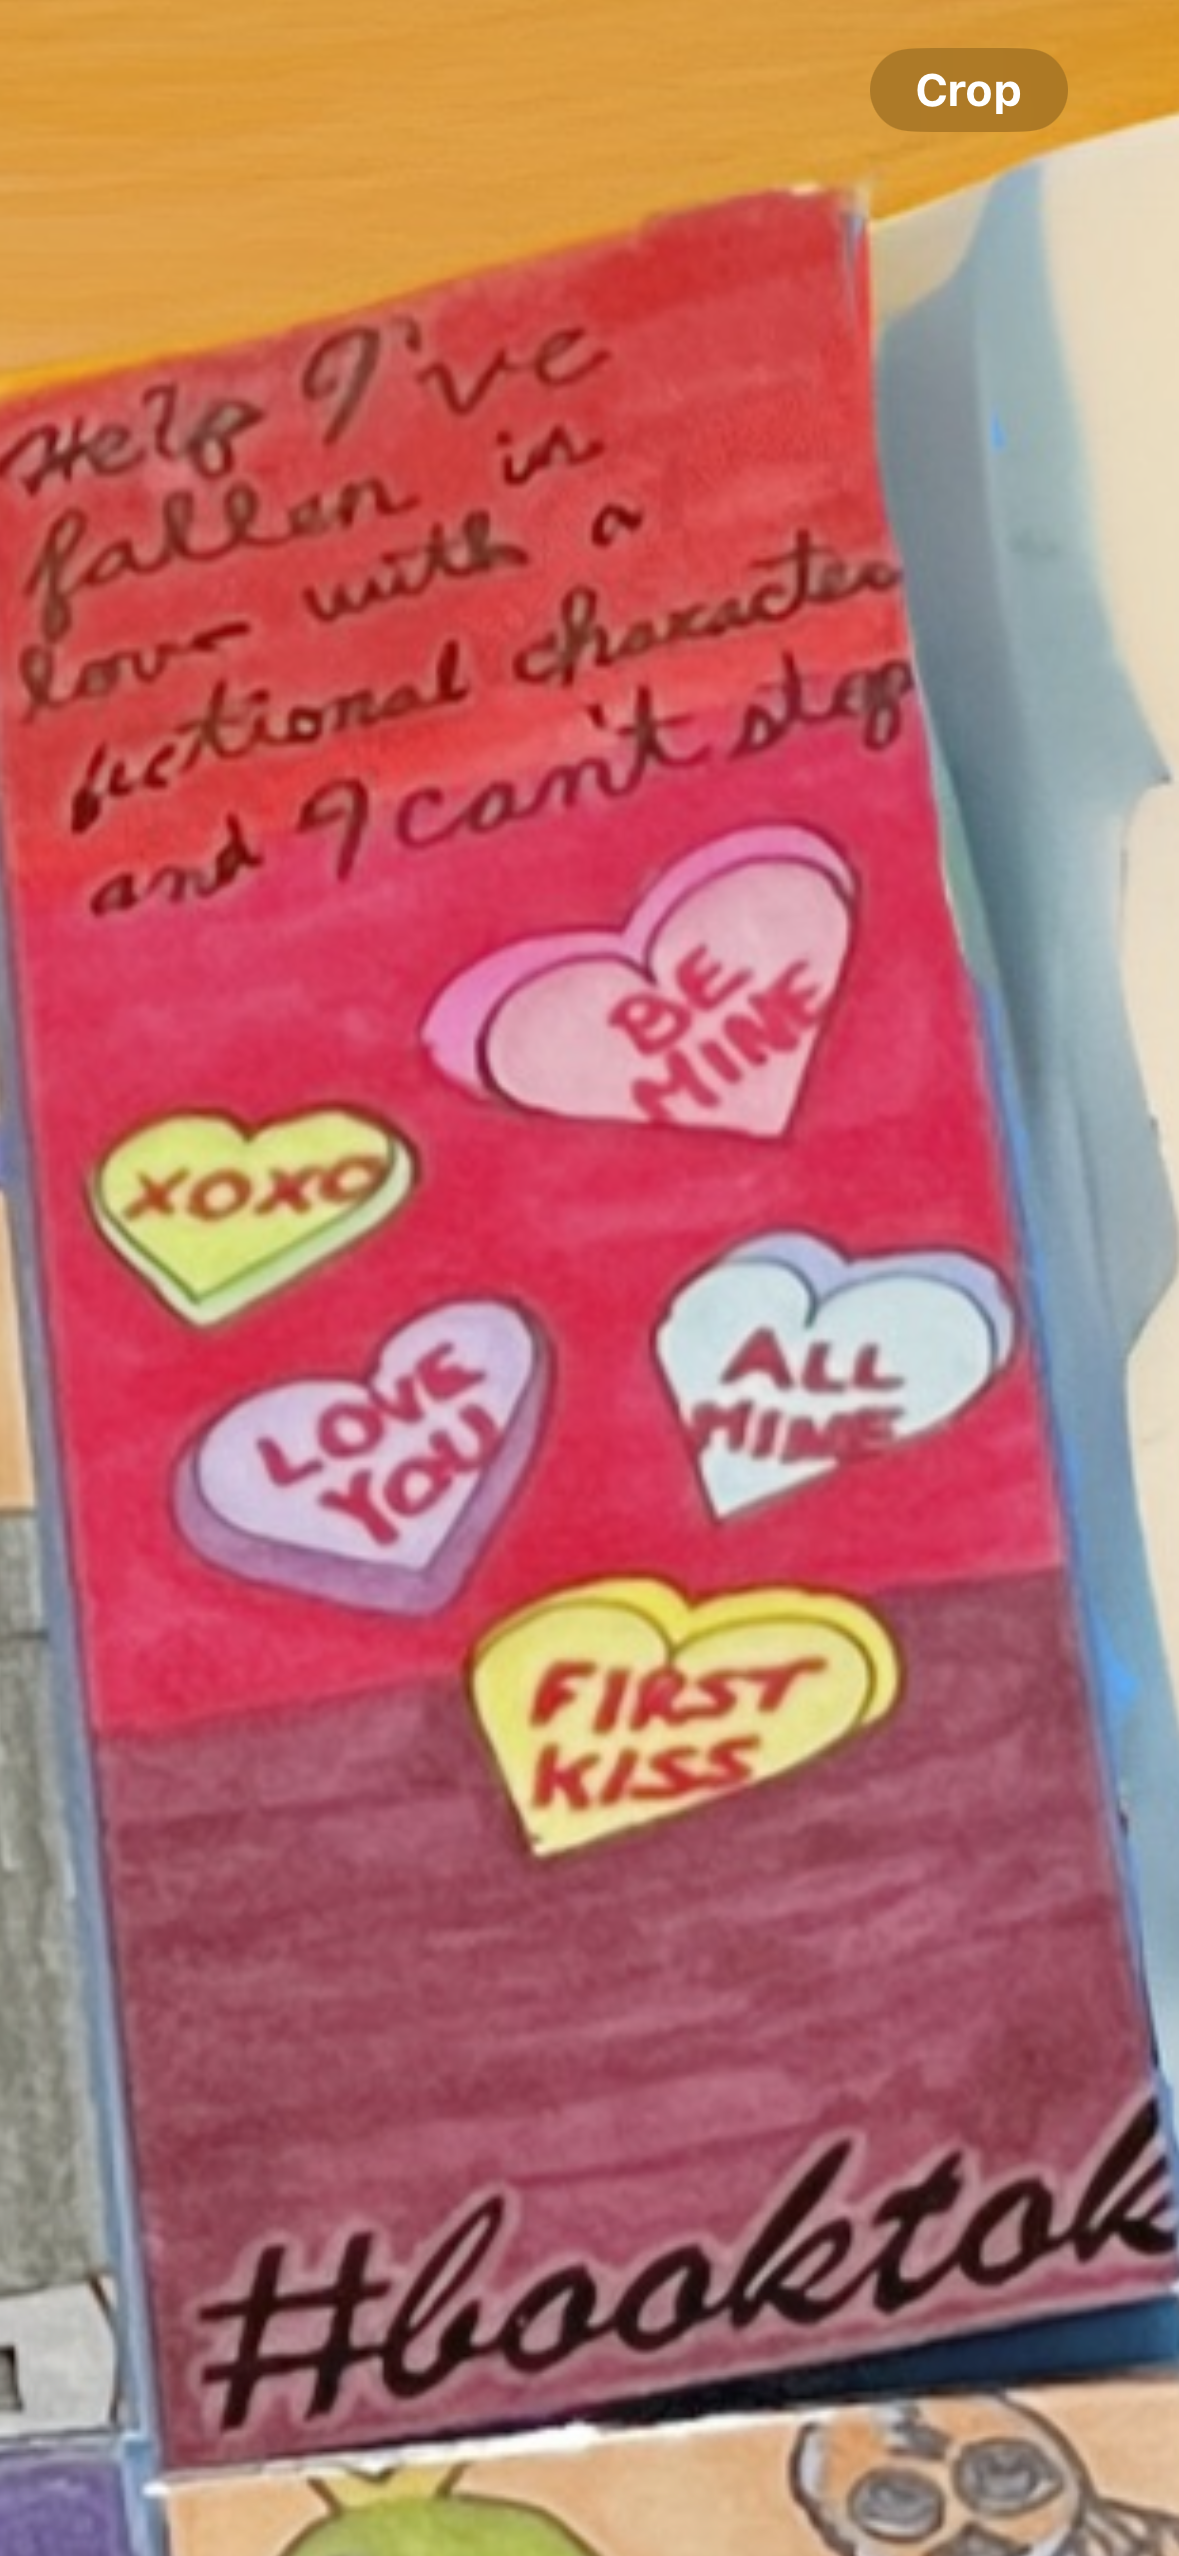 Crop
Help I've
fallen in
love with a
fictional character
and I can't stop
BE
MINE
XOXO
ALL
MINE
LOVE
YOU
FIRST
KISS
#booktok